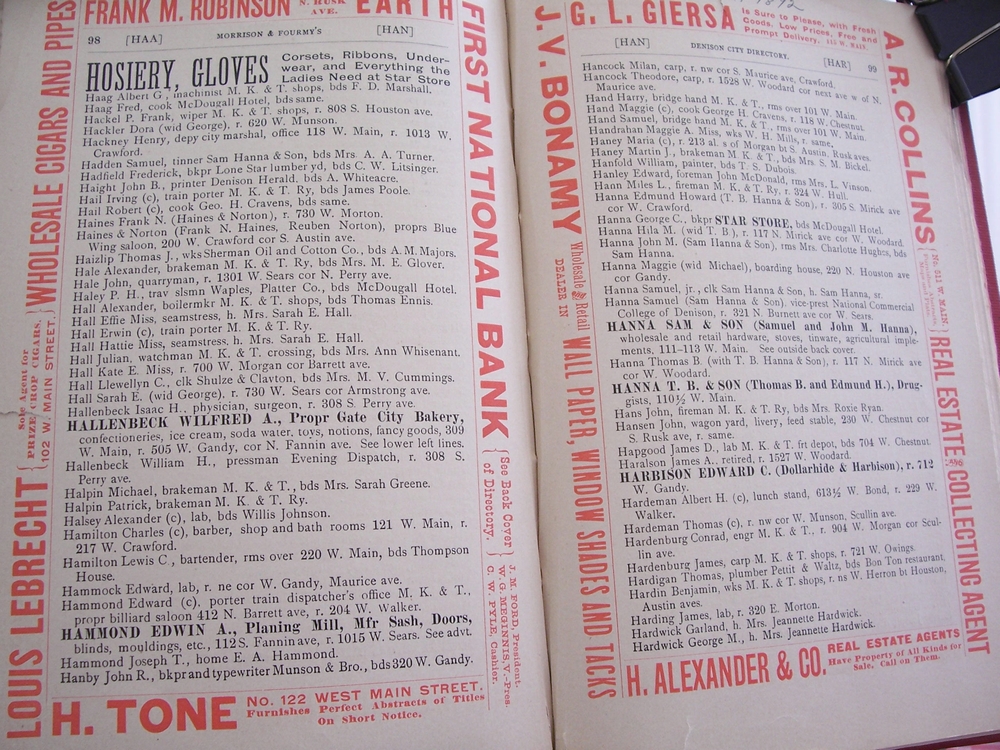 FRANK M. ROBINSON N. RUSK AVE. EARTH
98 [HAA] MORRISON & FOURMY'S [HAN]
HOSIERY, GLOVES Corsets, Ribbons, Under-
wear, and Everything the
Ladies Need at Star Store
Haag Albert G., machinist M. K. & T. shops, bds F. D. Marshall.
Haag Fred, cook McDougall Hotel, bds same.
Hackel P. Frank, wiper M. K. & T. shops, r. 808 S. Houston ave.
Hackler Dora (wid George) r. 620 W. Munson.
Hackney Henry, depy city marshal, office 118 W. Main, r. 1013 W.
Crawford.
Hadden Samuel, tinner Sam Hanna & Son, bds Mrs. A. A. Turner.
Hadfield Frederick, bkpr Lone Star lumber yd, bds C. W. Litsinger.
Haight John B., printer Denison Herald, bds A. Whiteacre.
Hail Irving (c), train porter M. K. & T. Ry, bds James Poole.
Hail Robert (c), cook Geo. H. Cravens, bds same.
Haines Frank N. (Haines & Norton), r. 730 W. Morton.
Haines & Norton (Frank N. Haines, Reuben Norton), proprs Blue
Wing saloon, 200 W. Crawford cor S. Austin ave.
Haizlip Thomas J., wks Sherman Oil and Cotton Co., bds A. M. Majors.
Hale Alexander, brakeman M. K. & T. Ry, bds Mrs. M. E. Glover.
Hale John, quarryman, r. 1301 W. Sears cor N. Perry ave.
Haley P. H., trav slsmn Waples, Platter Co., bds McDougall Hotel.
Hall Alexander, boilermkr M. K. & T. shops, bds Thomas Ennis.
Hall Effie Miss, seamstress, h. Mrs. Sarah E. Hall.
Hall Erwin (c), train porter M. K. & T. Ry.
Hall Hattie Miss, seamstress, h. Mrs. Sarah E. Hall.
Hall Julian, watchman M. K. & T. crossing, bds Mrs. Ann Whisenant.
Hall Kate E. Miss, r. 700 W. Morgan cor Barrett ave.
Hall Llewellyn C., clk Shulze & Clayton, bds Mrs. M. V. Cummings.
Hall Sarah E. (wid George). r. 730 W. Sears cor Armstrong ave.
Hallenbeck Isaac H., physician, surgeon, r. 308 S. Perry ave.
HALLENBECK WILFRED A., Propr Gate City Bakery,
confectioneries, ice cream, soda water, toys, notions, fancy goods, 309
W. Main, r. 505 W. Gandy, cor N. Fannin ave. See lower left lines.
Hallenbeck William H., pressman Evening Dispatch, r. 308 S.
Perry ave.
Halpin Michael, brakeman M. K. & T., bds Mrs. Sarah Greene.
Halpin Patrick, brakeman M. K. & T. Ry.
Halsey Alexander (c), lab, bds Willis Johnson.
Hamilton Charles (c), barber, shop and bath rooms 121 W. Main, r.
217 W. Crawford.
Hamilton Lewis C., bartender, rms over 220 W. Main, bds Thompson
House.
Hammock Edward, lab, r. ne cor W. Gandy, Maurice ave.
Hammond Edward (c). porter train dispatcher's office M. K. & T.,
propr billiard saloon 412 N. Barrett ave, r. 204 W. Walker.
HAMMOND EDWIN A., Planing Mill, Mfr Sash, Doors,
blinds, mouldings, etc., 112 S. Fannin ave, r. 1015 W. Sears. See advt.
Hammond Joseph T., home E. A. Hammond.
Hanby John R., bkpr and typewriter Munson & Bro., bds 320 W. Gandy.
H. TONE No. 122 WEST MAIN STREET,
Furnishes Perfect Abstracts of Titles
On Short Notice.
LOUIS LEBRECHT { Sole Agent for
PRIZE CROP CIGARS.
102 W. MAIN STREET. } WHOLESALE CIGARS AND PIPES
FIRST NATIONAL BANK { See Back Cover
of Directory. } J. M. FORD, President.
W. G. MEGINNIS, V.-Pres.
C. W. PYLE, Cashier.
1892
G. L. GIERSA Is Sure to Please, with Fresh
Goods, Low Prices, Free and
Prompt Delivery. W. MAIN.
[HAN] DENISON CITY DIRECTORY. [HAR] 99
Hancock Milan, carp, r. nw cor S. Maurice ave, Crawford.
Hancock Theodore, carp, r. 1528 W. Woodard cor next ave w of N.
Maurice ave.
Hand Harry, bridge hand M. K. & T., rms over 101 W. Main.
Hand Maggie (c), cook George H. Cravens, r. 118 W. Chestnut.
Hand Samuel, bridge hand M. K. & T., rms over 101 W. Main.
Handrahan Maggie A. Miss, wks W. H. Mills, r. same.
Haney Maria (c), r. 213 al. s of Morgan bt S. Austin, Rusk aves.
Haney Martin J., brakeman M. K. & T., bds Mrs. S. M. Bickel.
Hanfold William, painter, bds T. S. Dubois.
Hanley Edward, foreman John McDonald, rms Mrs. L. Vinson.
Hann Miles L., fireman M. K. & T. Ry. r. 324 W. Hull.
Hanna Edmund Howard (T. B. Hanna & Son), r. 305 S. Mirick ave
cor W. Crawford.
Hanna George C., bkpr STAR STORE, bds McDougall Hotel.
Hanna Hila M. (wid T. B.), r. 117 N. Mirick ave cor W. Woodard.
Hanna John M. (Sam Hanna & Son), rms Mrs. Charlotte Hughes, bds
Sam Hanna.
Hanna Maggie (wid Michael), boarding house, 220 N. Houston ave
cor Gandy.
Hanna Samuel, jr., clk Sam Hanna & Son, h. Sam Hanna, sr.
Hanna Samuel (Sam Hanna & Son), vice-prest National Commercial
College of Denison, r. 321 N. Burnett ave cor W. Sears.
HANNA SAM & SON (Samuel and John M. Hanna),
wholesale and retail hardware, stoves, tinware, agricultural imple-
ments, 111-113 W. Main. See outside back cover.
Hanna Thomas B. (with T. B. Hanna & Son), r. 117 N. Mirick ave
cor W. Woodard.
HANNA T. B. & SON (Thomas B. and Edmund H.), Drug-
gists, 110½ W. Main.
Hans John, fireman M. K. & T. Ry, bds Mrs. Roxie Ryan.
Hansen John, wagon yard, livery, feed stable, 230 W. Chestnut cor
S. Rusk ave, r. same.
Hapgood James D., lab M. K. & T. frt depot, bds 704 W. Chestnut
Haralson James A., retired, r. 1527 W. Woodard.
HARBISON EDWARD C. (Dollarhide & Harbison), r. 712
W. Gandy.
Hardeman Albert H. (c), lunch stand, 613½ W. Bond, r. 229 W.
Walker.
Hardeman Thomas (c), r. nw cor W. Munson, Scullin ave.
Hardenburg Conrad, engr M. K. & T., r. 904 W. Morgan cor Scul-
lin ave.
Hardenburg James, carp M. K. & T. shops, r. 721 W. Owings
Hardigan Thomas, plumber Pettit & Waltz, bds Bon Ton restaurant.
Hardin Benjamin, wks M. K. & T. shops, r. ns W. Herron bt Houston,
Austin aves.
Harding James, lab, r. 320 E. Morton.
Hardwick Garland, h. Mrs. Jeannette Hardwick.
Hardwick George M., h. Mrs. Jeannette Hardwick.
H. ALEXANDER & CO. REAL ESTATE AGENTS
Have Property of All Kinds for
Sale. Call on Them.
J. V. BONAMY Wholesale and Retail
DEALER IN WALL PAPER, WINDOW SHADES AND TACKS
A. R. COLLINS { No. 311 W. MAIN. } REAL ESTATE COLLECTING AGENT